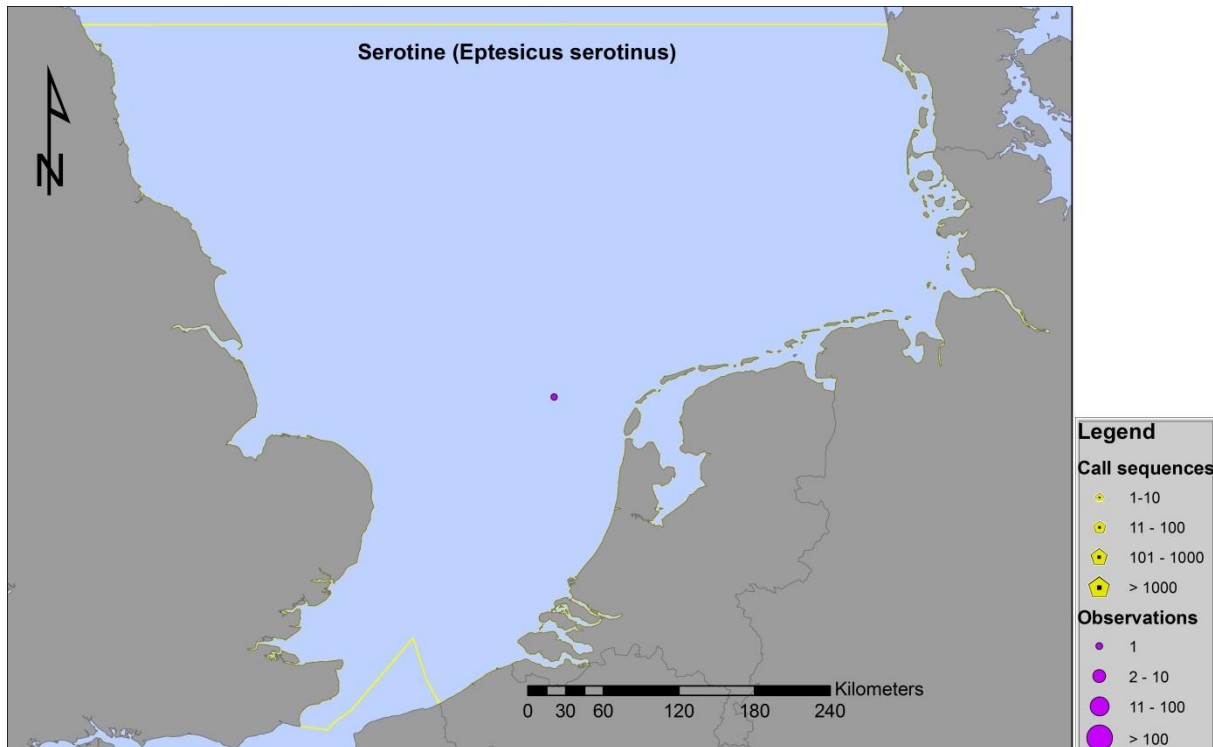 Serotine (Eptesicus serotinus)
N
Legend
Call sequences
1-10
11 - 100
101 - 1000
> 1000
Observations
1
2 - 10
11 - 100
> 100
Kilometers
0 30 60 120 180 240